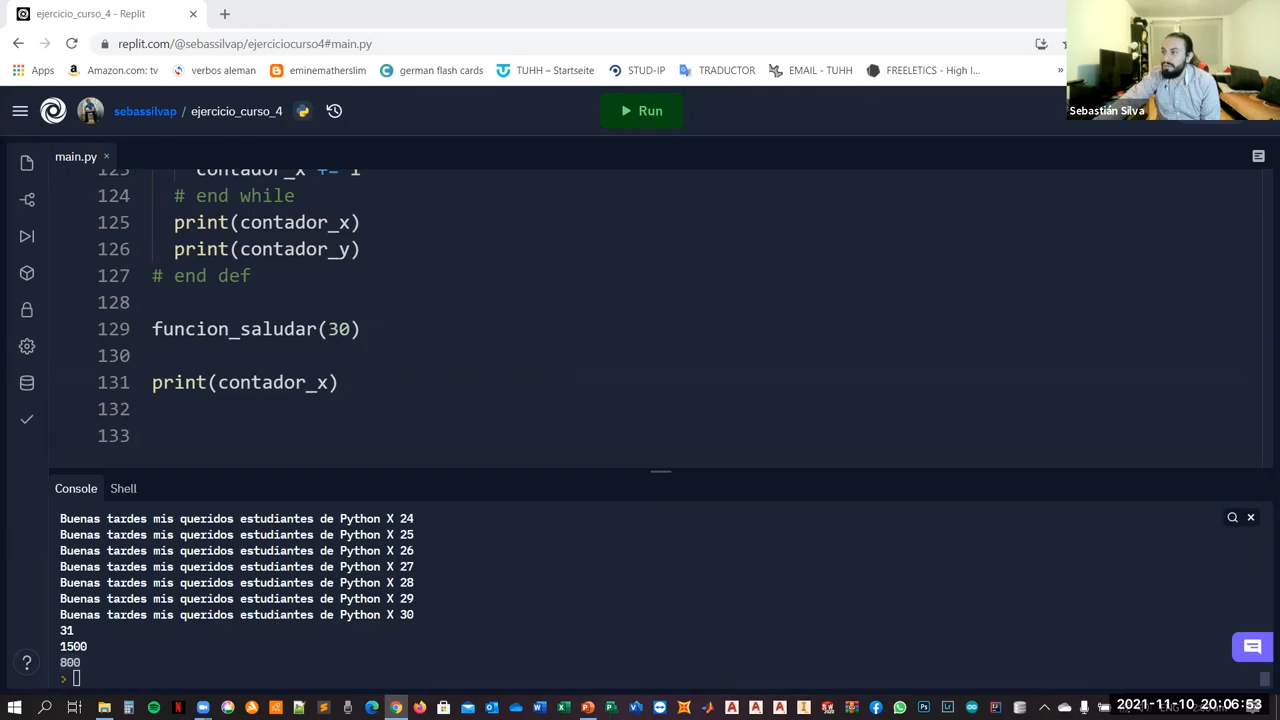 ejercicio_curso_4 - Replit
replit.com/@sebassilvap/ejerciciocurso4#main.py
Apps Amazon.com: tv verbos aleman eminematherslim german flash cards TUHH – Startseite STUD-IP TRADUCTOR EMAIL - TUHH FREELETICS - High I... »
Sebastián Silva
sebassilvap / ejercicio_curso_4
Run
main.py
123 contador_x += 1
124 # end while
125 print(contador_x)
126 print(contador_y)
127 # end def
128
129 funcion_saludar(30)
130
131 print(contador_x)
132
133
Console Shell
Buenas tardes mis queridos estudiantes de Python X 24
Buenas tardes mis queridos estudiantes de Python X 25
Buenas tardes mis queridos estudiantes de Python X 26
Buenas tardes mis queridos estudiantes de Python X 27
Buenas tardes mis queridos estudiantes de Python X 28
Buenas tardes mis queridos estudiantes de Python X 29
Buenas tardes mis queridos estudiantes de Python X 30
31
1500
800
>
2021-11-10 20:06:53